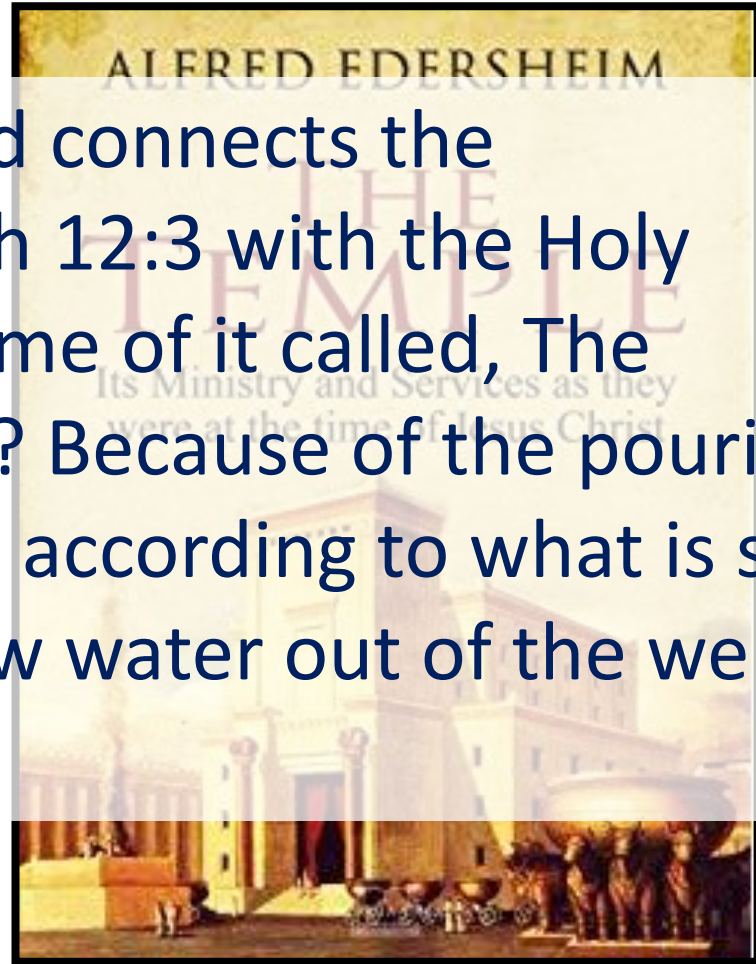 ALFRED EDERSHEIM
d connects the
THE
h 12:3 with the Holy
TEMPLE
me of it called, The
Its Ministry and Services as they
were at the time of Jesus Christ
? Because of the pouri
according to what is s
w water out of the we